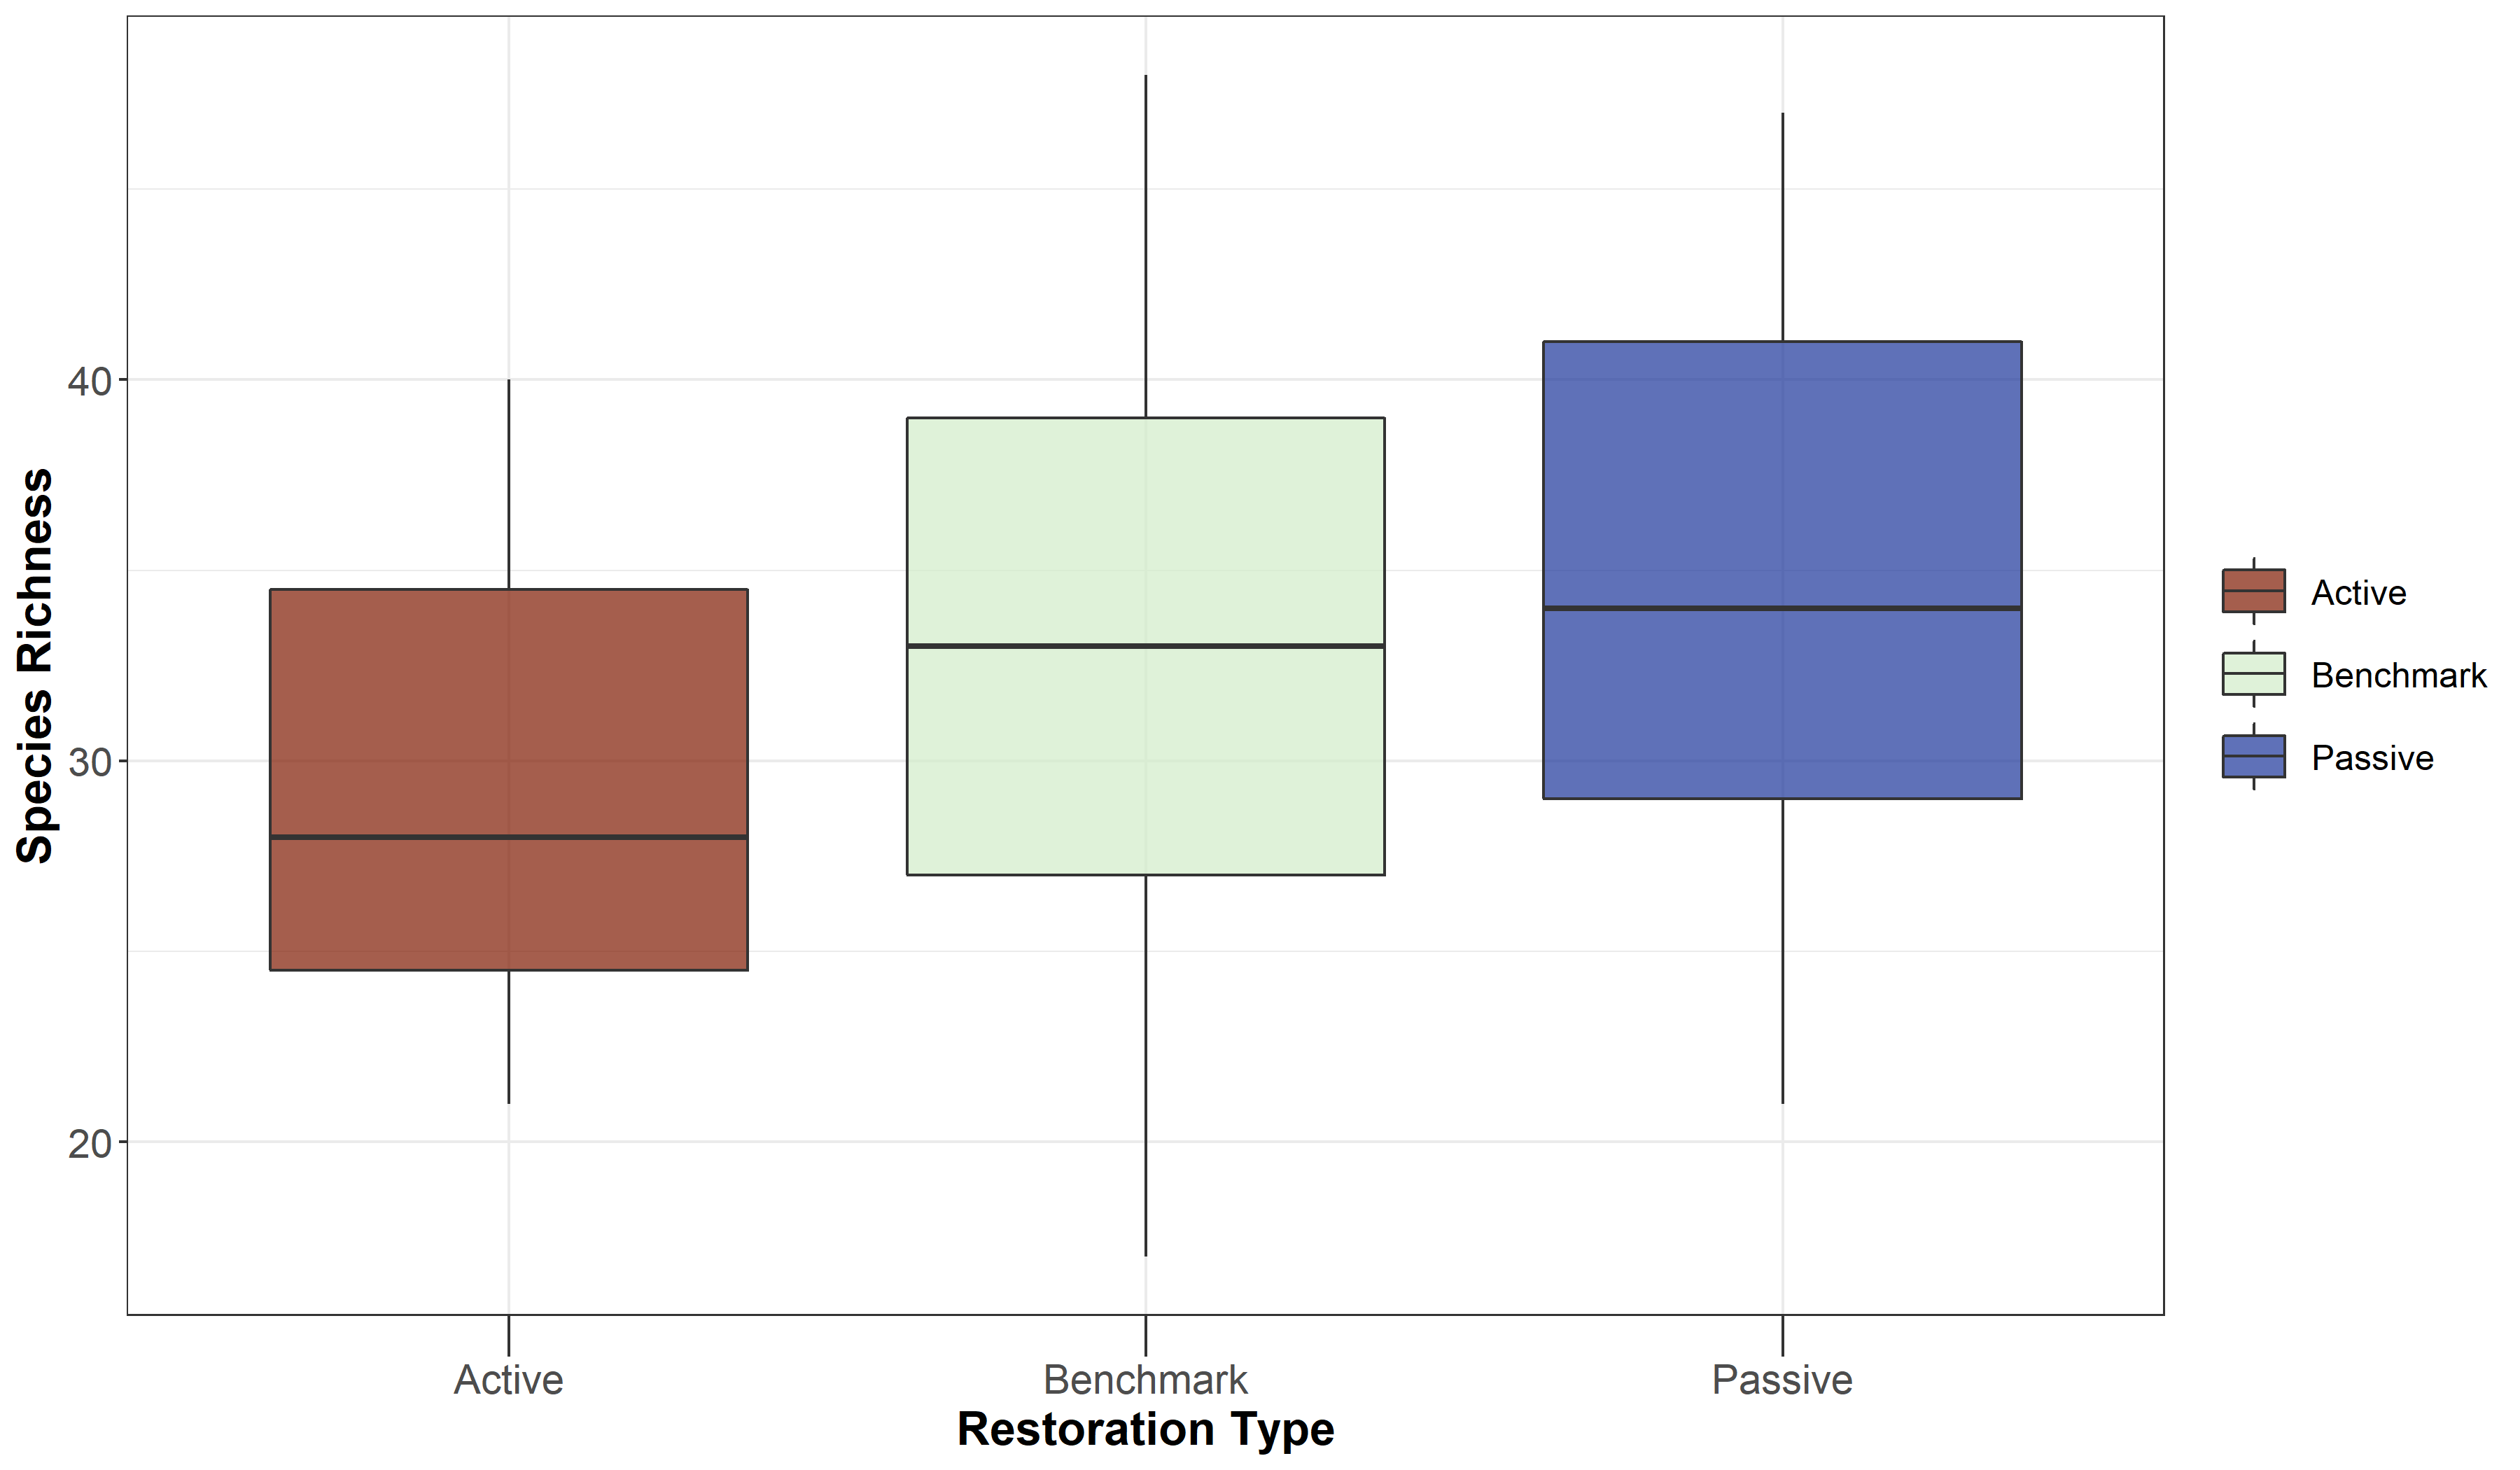 Species Richness
40
30
20
Active
Benchmark
Passive
Restoration Type
Active
Benchmark
Passive